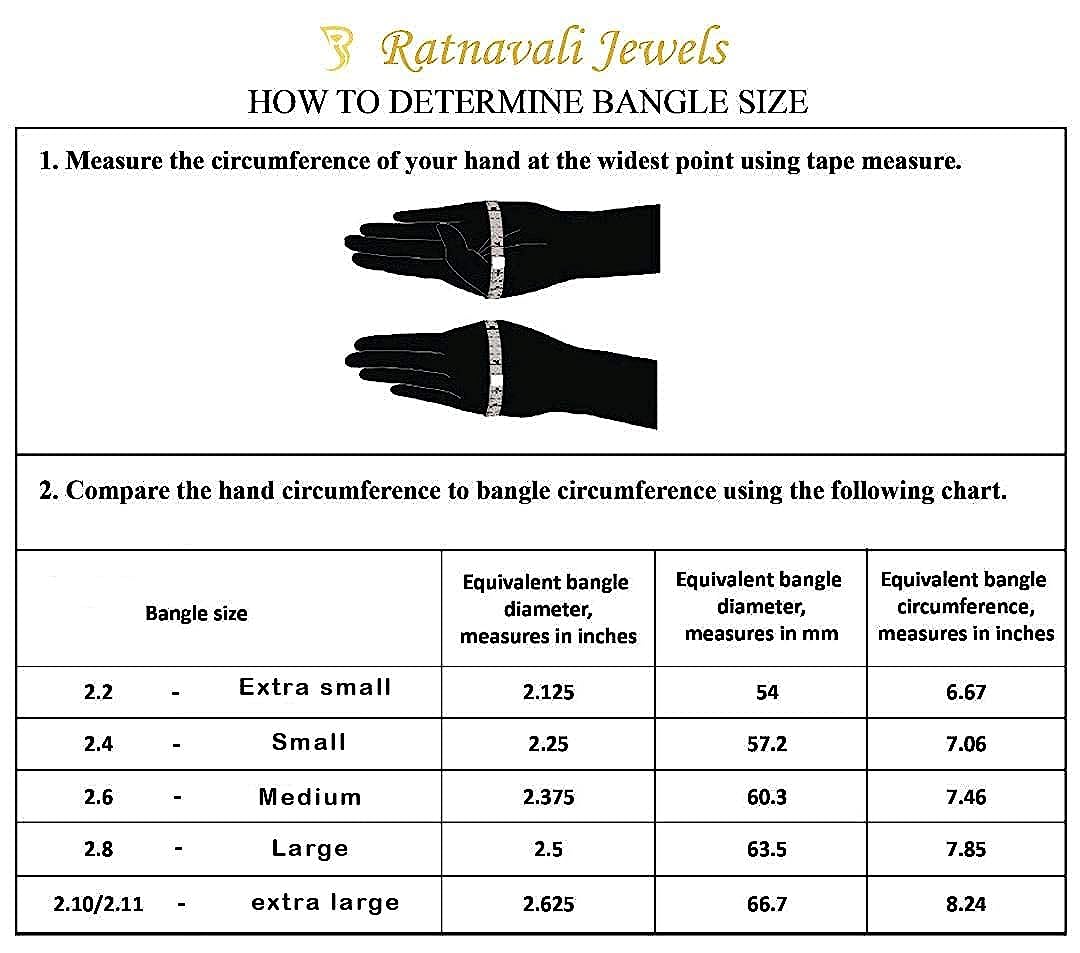 Ratnavali Jewels
HOW TO DETERMINE BANGLE SIZE
1. Measure the circumference of your hand at the widest point using tape measure.
2. Compare the hand circumference to bangle circumference using the following chart.
Bangle size
Equivalent bangle
diameter,
measures in inches
Equivalent bangle
diameter,
measures in mm
Equivalent bangle
circumference,
measures in inches
2.2 - Extra small 2.125 54 6.67
2.4 - Small 2.25 57.2 7.06
2.6 - Medium 2.375 60.3 7.46
2.8 - Large 2.5 63.5 7.85
2.10/2.11 - extra large 2.625 66.7 8.24